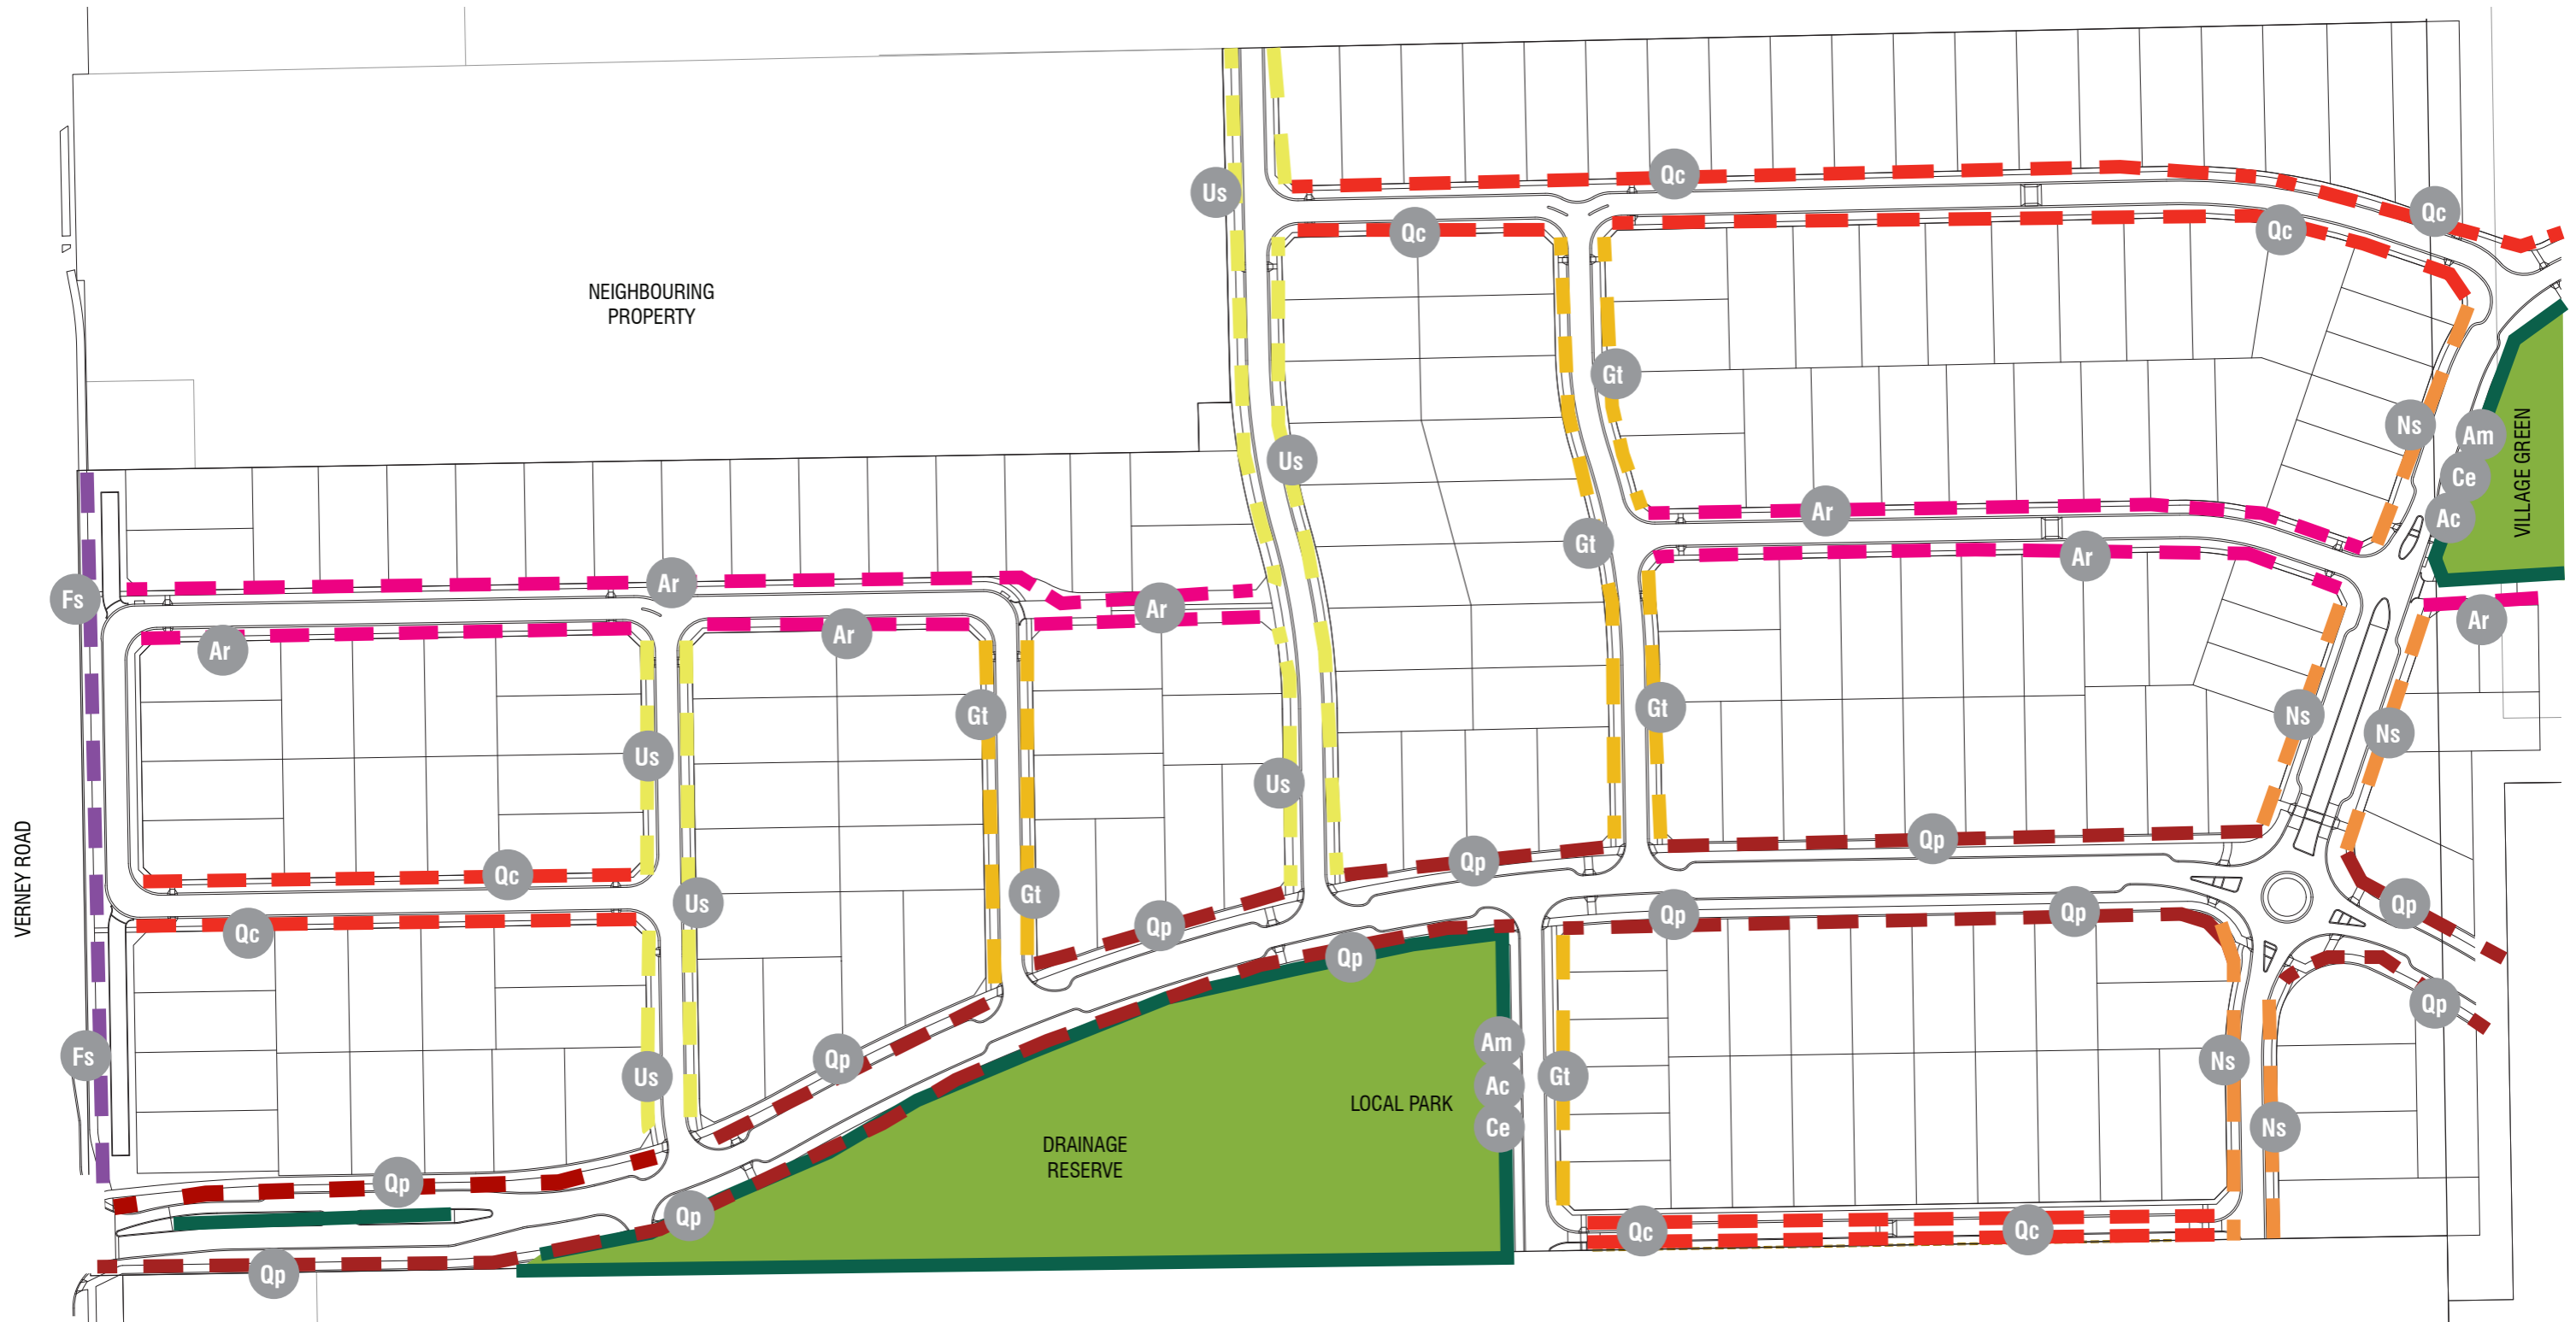 Qc
Us
Qc
Qc
Qc
NEIGHBOURING
PROPERTY
Gt
Ns
Am
Us
Ce
VILLAGE GREEN
Ar
Ac
Gt
Ar
Ar
Fs
Ar
Ar
Ar
Ar
Gt
Gt
Ns
Ns
Us
Us
Qp
Qp
VERNEY ROAD
Qc
Us
Gt
Qp
Qp
Qp
Qp
Qc
Qp
Qp
Am
Fs
Qp
Ns
Us
Gt
Ac
LOCAL PARK
Ce
Ns
DRAINAGE
RESERVE
Qp
Qp
Qc
Qc
Qp